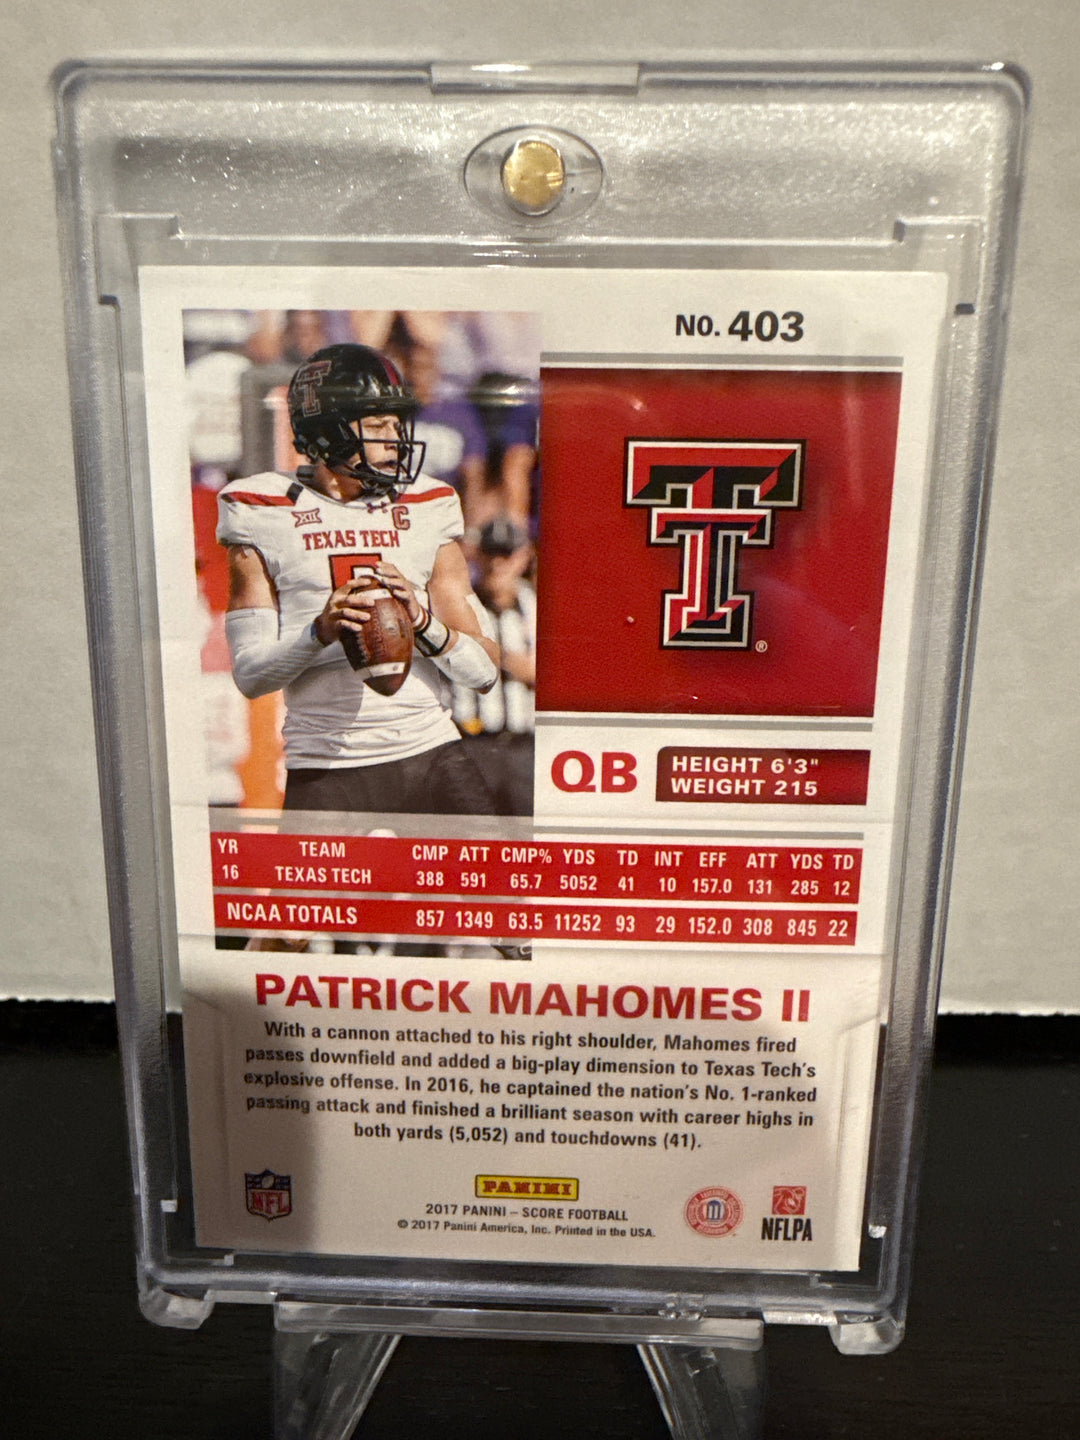 NO. 403
XII
C
TEXAS TECH
5
®
QB
HEIGHT 6'3"
WEIGHT 215
YR TEAM CMP ATT CMP% YDS TD INT EFF ATT YDS TD
16 TEXAS TECH 388 591 65.7 5052 41 10 157.0 131 285 12
NCAA TOTALS 857 1349 63.5 11252 93 29 152.0 308 845 22
PATRICK MAHOMES II
With a cannon attached to his right shoulder, Mahomes fired
passes downfield and added a big-play dimension to Texas Tech's
explosive offense. In 2016, he captained the nation's No. 1-ranked
passing attack and finished a brilliant season with career highs in
both yards (5,052) and touchdowns (41).
NFL
PANINI
2017 PANINI – SCORE FOOTBALL
© 2017 Panini America, Inc. Printed in the USA.
NFLPA